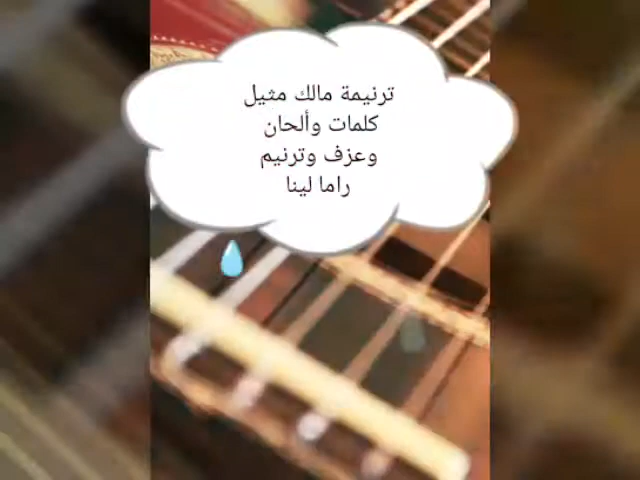 ترنيمة مالك مثيل
كلمات وألحان
وعزف وترنيم
راما لينا